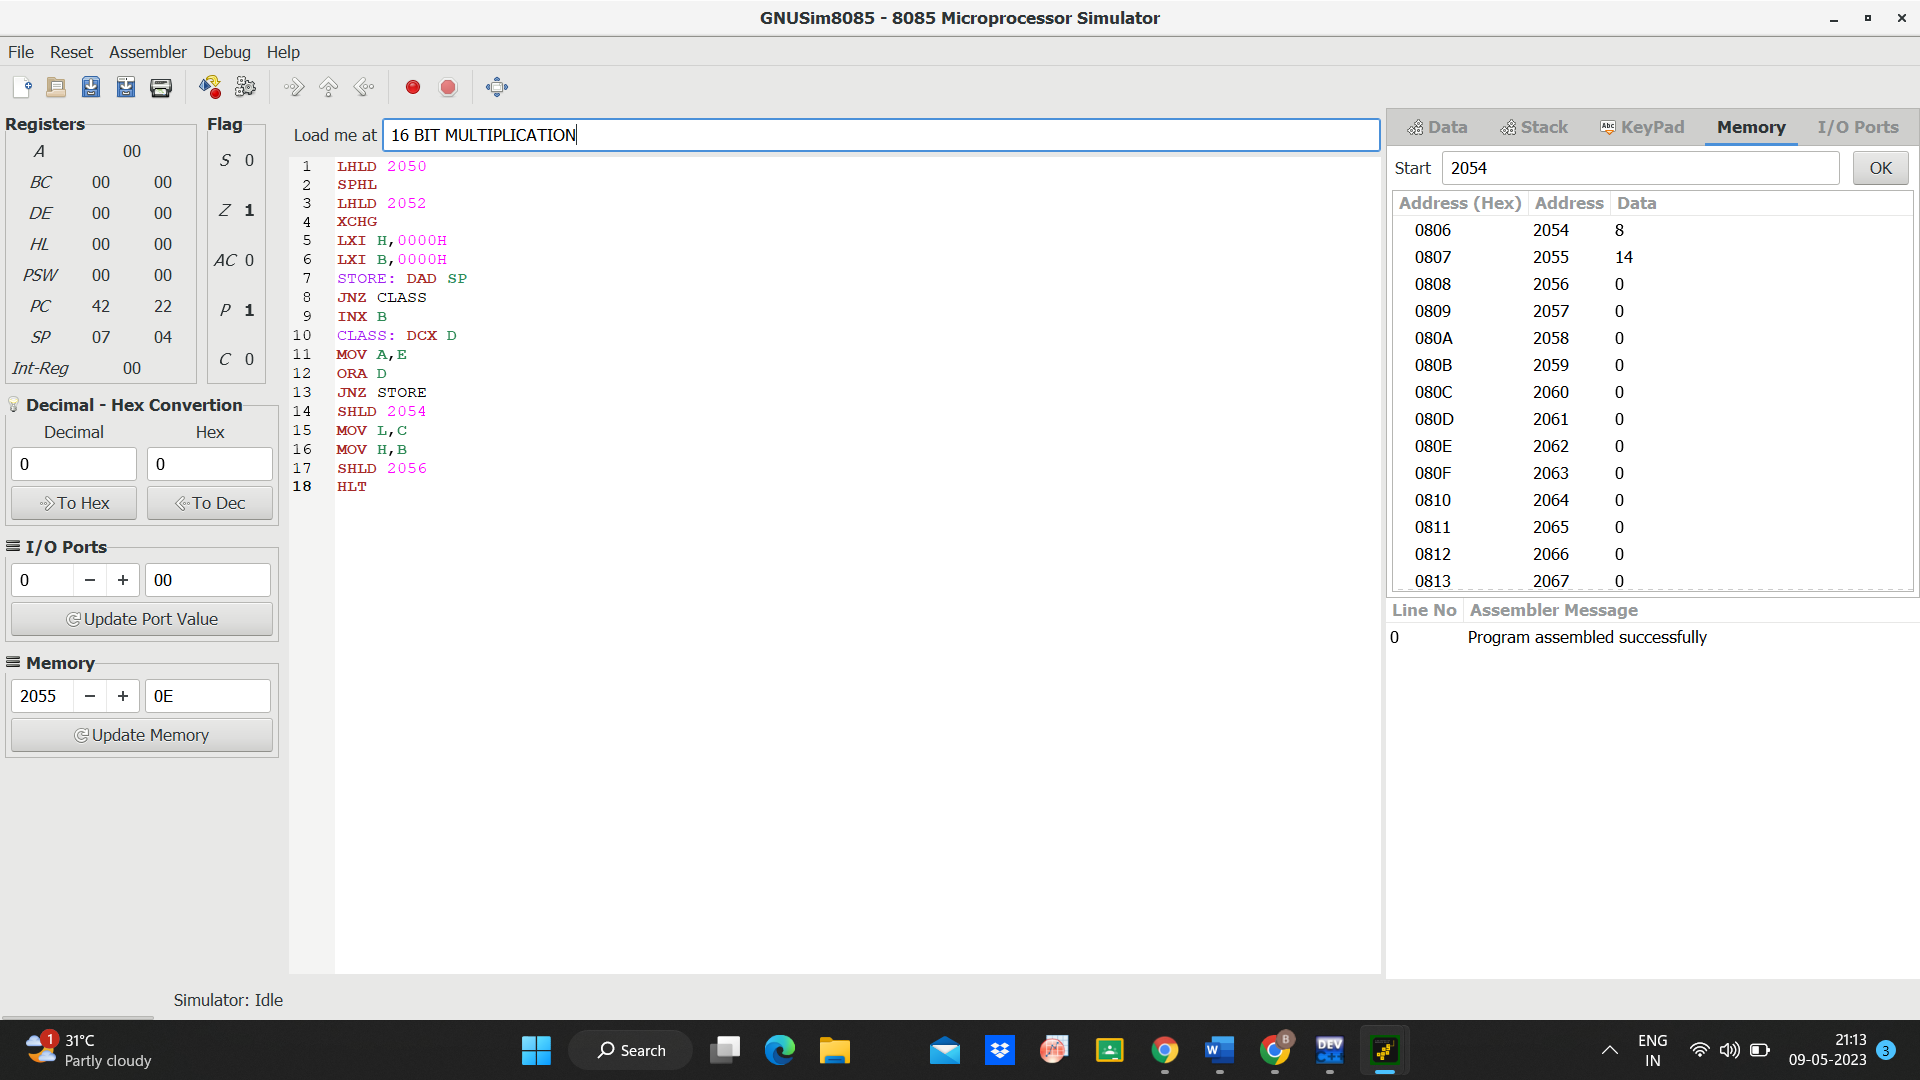 GNUSim8085 - 8085 Microprocessor Simulator
File Reset Assembler Debug Help
Registers
A 00
BC 00 00
DE 00 00
HL 00 00
PSW 00 00
PC 42 22
SP 07 04
Int-Reg 00
Flag
S 0
Z 1
AC 0
P 1
C 0
Decimal - Hex Convertion
Decimal Hex
0 0
To Hex To Dec
I/O Ports
0 − + 00
Update Port Value
Memory
2055 − + 0E
Update Memory
Load me at 16 BIT MULTIPLICATION
1 LHLD 2050
2 SPHL
3 LHLD 2052
4 XCHG
5 LXI H,0000H
6 LXI B,0000H
7 STORE: DAD SP
8 JNZ CLASS
9 INX B
10 CLASS: DCX D
11 MOV A,E
12 ORA D
13 JNZ STORE
14 SHLD 2054
15 MOV L,C
16 MOV H,B
17 SHLD 2056
18 HLT
Data Stack Abc KeyPad Memory I/O Ports
Start 2054 OK
Address (Hex) Address Data
0806 2054 8
0807 2055 14
0808 2056 0
0809 2057 0
080A 2058 0
080B 2059 0
080C 2060 0
080D 2061 0
080E 2062 0
080F 2063 0
0810 2064 0
0811 2065 0
0812 2066 0
0813 2067 0
Line No Assembler Message
0 Program assembled successfully
Simulator: Idle
1
31°C
Partly cloudy
Search
W
B
DEV
C++
ENG
IN
21:13
09-05-2023
3